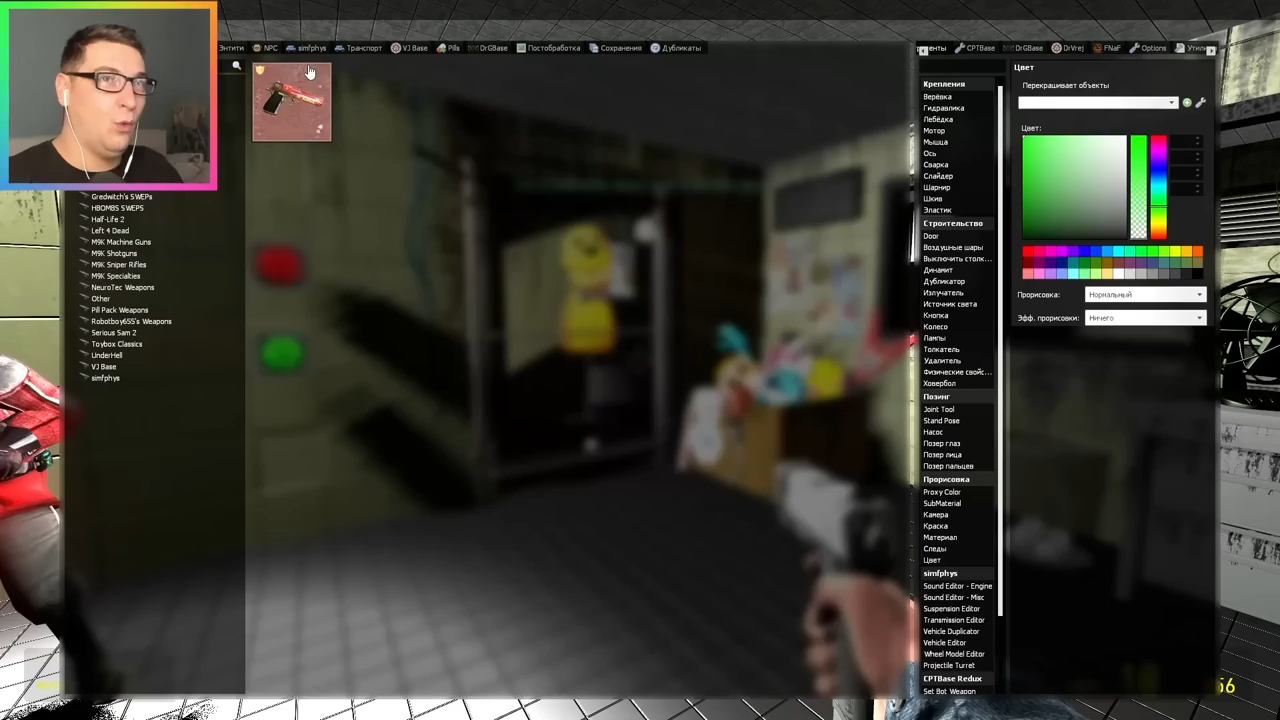 Энтити NPC simfphys Транспорт VJ Base Pills DrGBase Постобработка Сохранения Дубликаты
CPTBase DrGBase DrVrej FNaF Options
Gredwitch's SWEPs
HBOMBS SWEPS
Half-Life 2
Left 4 Dead
M9K Machine Guns
M9K Shotguns
M9K Sniper Rifles
M9K Specialties
NeuroTec Weapons
Other
Pill Pack Weapons
Robotboy655's Weapons
Serious Sam 2
Toybox Classics
UnderHell
VJ Base
simfphys
Крепления
Верёвка
Гидравлика
Лебёдка
Мотор
Мышца
Ось
Сварка
Слайдер
Шарнир
Шкив
Эластик
Строительство
Door
Воздушные шары
Выключить столк...
Динамит
Дубликатор
Излучатель
Источник света
Кнопка
Колесо
Лампы
Толкатель
Удалитель
Физические свойс...
Ховербол
Позинг
Joint Tool
Stand Pose
Насос
Позер глаз
Позер лица
Позер пальцев
Прорисовка
Proxy Color
SubMaterial
Камера
Краска
Материал
Следы
Цвет
simfphys
Sound Editor - Engine
Sound Editor - Misc
Suspension Editor
Transmission Editor
Vehicle Duplicator
Vehicle Editor
Wheel Model Editor
Projectile Turret
CPTBase Redux
Set Bot Weapon
Цвет
Перекрашивает объекты
Цвет:
Прорисовка: Нормальный
Эфф. прорисовки: Ничего
56